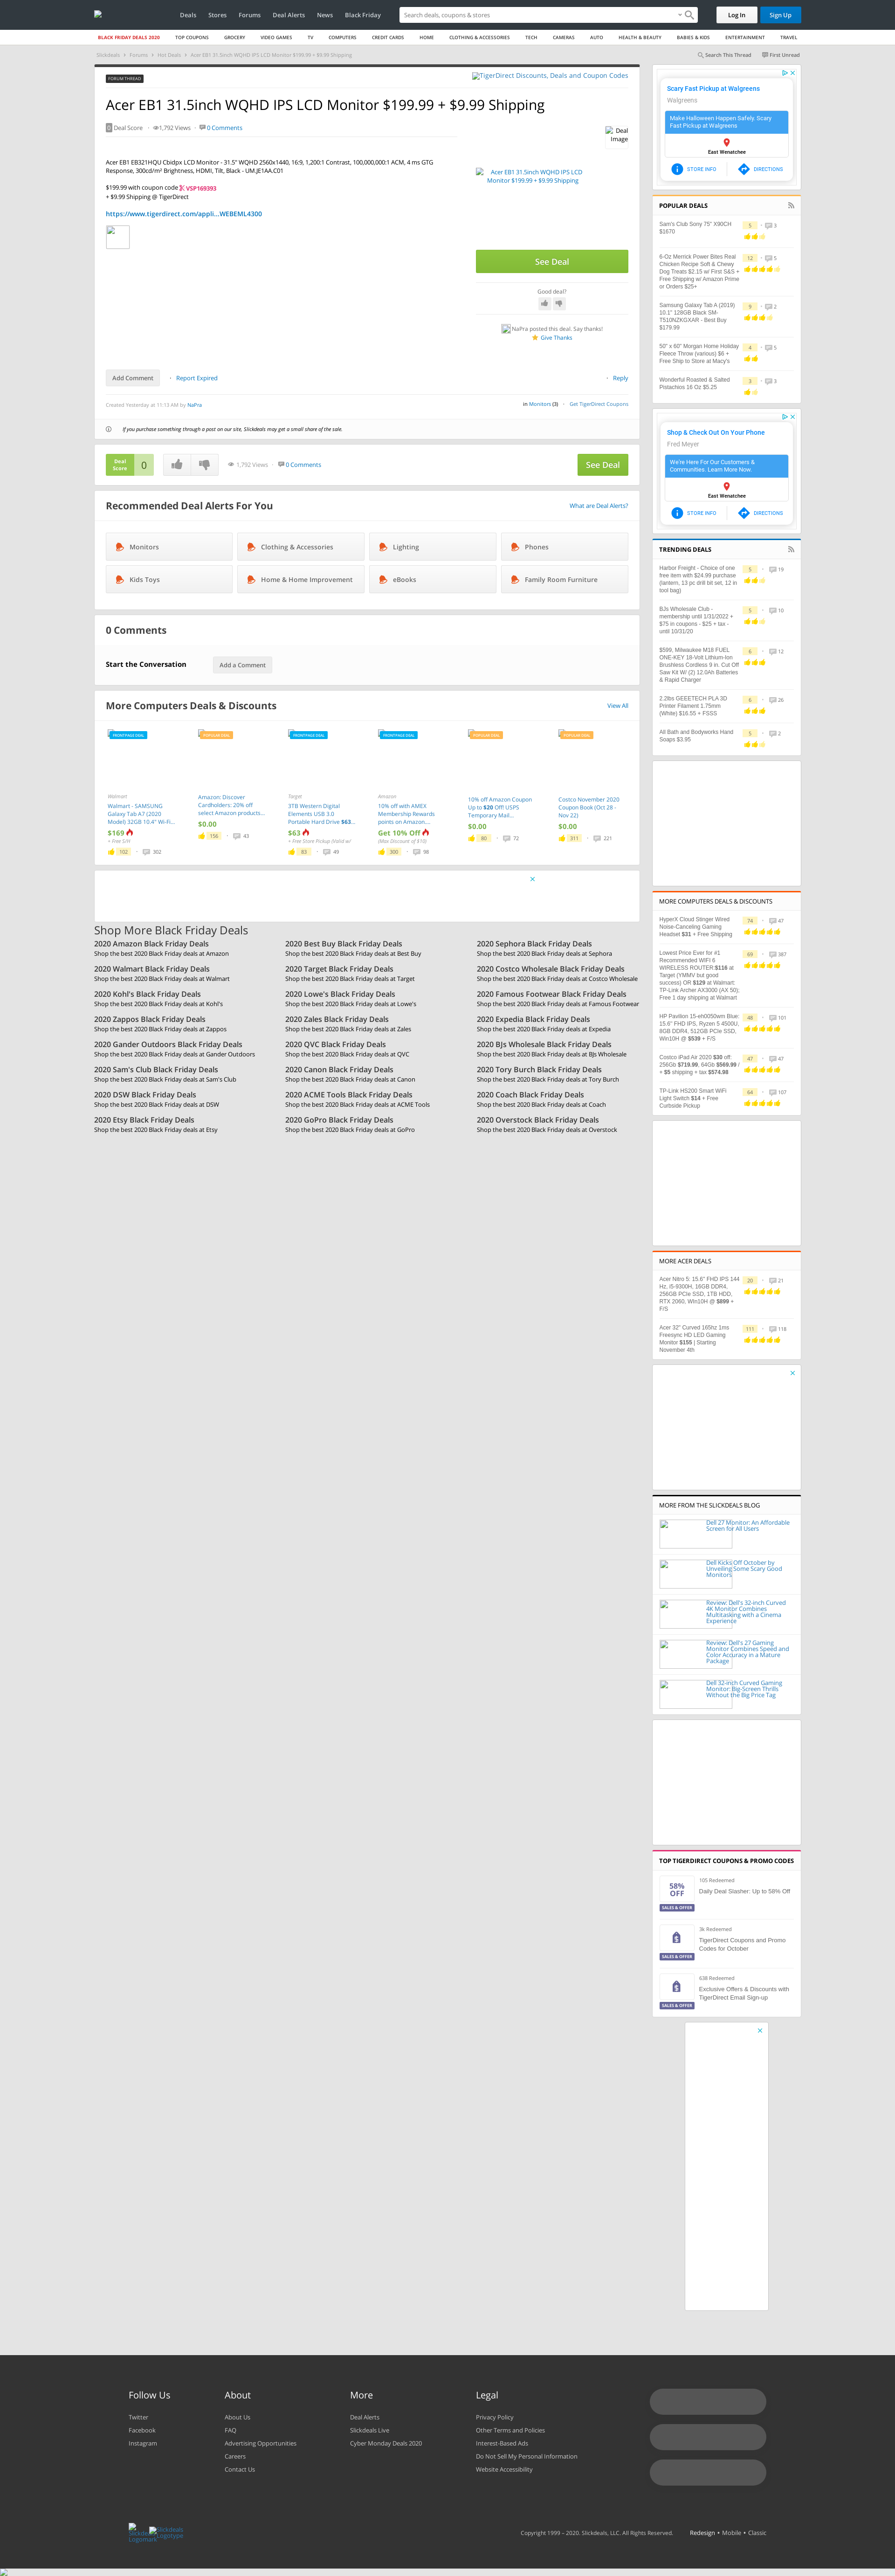 Deals Stores Forums Deal Alerts News Black Friday
Search deals, coupons & stores
Log In
Sign Up
BLACK FRIDAY DEALS 2020 TOP COUPONS GROCERY VIDEO GAMES TV COMPUTERS CREDIT CARDS HOME CLOTHING & ACCESSORIES TECH CAMERAS AUTO HEALTH & BEAUTY BABIES & KIDS ENTERTAINMENT TRAVEL
Slickdeals › Forums › Hot Deals › Acer EB1 31.5inch WQHD IPS LCD Monitor $199.99 + $9.99 Shipping
Search This Thread
First Unread
FORUM THREAD
TigerDirect Discounts, Deals and Coupon Codes
Acer EB1 31.5inch WQHD IPS LCD Monitor $199.99 + $9.99 Shipping
0 Deal Score
1,792 Views
0 Comments
Deal Image
Acer EB1 EB321HQU Cbidpx LCD Monitor - 31.5" WQHD 2560x1440, 16:9, 1,200:1 Contrast, 100,000,000:1 ACM, 4 ms GTG Response, 300cd/m² Brightness, HDMI, Tilt, Black - UM.JE1AA.C01
$199.99 with coupon code VSP169393
+ $9.99 Shipping @ TigerDirect
https://www.tigerdirect.com/appli...WEBEML4300
Acer EB1 31.5inch WQHD IPS LCD Monitor $199.99 + $9.99 Shipping
See Deal
Good deal?
NaPra posted this deal. Say thanks!
Give Thanks
Add Comment
Report Expired
Reply
Created Yesterday at 11:13 AM by NaPra
in Monitors (3)
Get TigerDirect Coupons
If you purchase something through a post on our site, Slickdeals may get a small share of the sale.
Deal Score 0
1,792 Views
0 Comments
See Deal
Recommended Deal Alerts For You
What are Deal Alerts?
Monitors
Clothing & Accessories
Lighting
Phones
Kids Toys
Home & Home Improvement
eBooks
Family Room Furniture
0 Comments
Start the Conversation
Add a Comment
More Computers Deals & Discounts
View All
FRONTPAGE DEAL
Walmart
Walmart - SAMSUNG Galaxy Tab A7 (2020 Model) 32GB 10.4" Wi-Fi...
$169
+ Free S/H
102 302
POPULAR DEAL
Amazon: Discover Cardholders: 20% off select Amazon products...
$0.00
156 43
FRONTPAGE DEAL
Target
3TB Western Digital Elements USB 3.0 Portable Hard Drive $63...
$63
+ Free Store Pickup (Valid w/
83 49
FRONTPAGE DEAL
Amazon
10% off with AMEX Membership Rewards points on Amazon....
Get 10% Off
(Max Discount of $10)
300 98
POPULAR DEAL
10% off Amazon Coupon Up to $20 Off! USPS Temporary Mail...
$0.00
80 72
POPULAR DEAL
Costco November 2020 Coupon Book (Oct 28 - Nov 22)
$0.00
311 221
Shop More Black Friday Deals
2020 Amazon Black Friday Deals
Shop the best 2020 Black Friday deals at Amazon
2020 Best Buy Black Friday Deals
Shop the best 2020 Black Friday deals at Best Buy
2020 Sephora Black Friday Deals
Shop the best 2020 Black Friday deals at Sephora
2020 Walmart Black Friday Deals
Shop the best 2020 Black Friday deals at Walmart
2020 Target Black Friday Deals
Shop the best 2020 Black Friday deals at Target
2020 Costco Wholesale Black Friday Deals
Shop the best 2020 Black Friday deals at Costco Wholesale
2020 Kohl's Black Friday Deals
Shop the best 2020 Black Friday deals at Kohl's
2020 Lowe's Black Friday Deals
Shop the best 2020 Black Friday deals at Lowe's
2020 Famous Footwear Black Friday Deals
Shop the best 2020 Black Friday deals at Famous Footwear
2020 Zappos Black Friday Deals
Shop the best 2020 Black Friday deals at Zappos
2020 Zales Black Friday Deals
Shop the best 2020 Black Friday deals at Zales
2020 Expedia Black Friday Deals
Shop the best 2020 Black Friday deals at Expedia
2020 Gander Outdoors Black Friday Deals
Shop the best 2020 Black Friday deals at Gander Outdoors
2020 QVC Black Friday Deals
Shop the best 2020 Black Friday deals at QVC
2020 BJs Wholesale Black Friday Deals
Shop the best 2020 Black Friday deals at BJs Wholesale
2020 Sam's Club Black Friday Deals
Shop the best 2020 Black Friday deals at Sam's Club
2020 Canon Black Friday Deals
Shop the best 2020 Black Friday deals at Canon
2020 Tory Burch Black Friday Deals
Shop the best 2020 Black Friday deals at Tory Burch
2020 DSW Black Friday Deals
Shop the best 2020 Black Friday deals at DSW
2020 ACME Tools Black Friday Deals
Shop the best 2020 Black Friday deals at ACME Tools
2020 Coach Black Friday Deals
Shop the best 2020 Black Friday deals at Coach
2020 Etsy Black Friday Deals
Shop the best 2020 Black Friday deals at Etsy
2020 GoPro Black Friday Deals
Shop the best 2020 Black Friday deals at GoPro
2020 Overstock Black Friday Deals
Shop the best 2020 Black Friday deals at Overstock
Scary Fast Pickup at Walgreens
Walgreens
Make Halloween Happen Safely. Scary Fast Pickup at Walgreens
East Wenatchee
STORE INFO
DIRECTIONS
POPULAR DEALS
Sam's Club Sony 75" X90CH $1670
5 3
6-Oz Merrick Power Bites Real Chicken Recipe Soft & Chewy Dog Treats $2.15 w/ First S&S + Free Shipping w/ Amazon Prime or Orders $25+
12 5
Samsung Galaxy Tab A (2019) 10.1" 128GB Black SM-T510NZKGXAR - Best Buy $179.99
9 2
50" x 60" Morgan Home Holiday Fleece Throw (various) $6 + Free Ship to Store at Macy's
4 5
Wonderful Roasted & Salted Pistachios 16 Oz $5.25
3 3
Shop & Check Out On Your Phone
Fred Meyer
We're Here For Our Customers & Communities. Learn More Now.
East Wenatchee
STORE INFO
DIRECTIONS
TRENDING DEALS
Harbor Freight - Choice of one free item with $24.99 purchase (lantern, 13 pc drill bit set, 12 in tool bag)
5 19
BJs Wholesale Club - membership until 1/31/2022 + $75 in coupons - $25 + tax - until 10/31/20
5 10
$599, Milwaukee M18 FUEL ONE-KEY 18-Volt Lithium-Ion Brushless Cordless 9 in. Cut Off Saw Kit W/ (2) 12.0Ah Batteries & Rapid Charger
6 12
2.2lbs GEEETECH PLA 3D Printer Filament 1.75mm (White) $16.55 + FSSS
6 26
All Bath and Bodyworks Hand Soaps $3.95
5 2
MORE COMPUTERS DEALS & DISCOUNTS
HyperX Cloud Stinger Wired Noise-Canceling Gaming Headset $31 + Free Shipping
74 47
Lowest Price Ever for #1 Recommended WIFI 6 WIRELESS ROUTER:$116 at Target (YMMV but good success) OR $129 at Walmart: TP-Link Archer AX3000 (AX 50); Free 1 day shipping at Walmart
69 387
HP Pavilion 15-eh0050wm Blue: 15.6'' FHD IPS, Ryzen 5 4500U, 8GB DDR4, 512GB PCIe SSD, Win10H @ $539 + F/S
48 101
Costco iPad Air 2020 $30 off: 256Gb $719.99, 64Gb $569.99 / + $5 shipping + tax $574.98
47 47
TP-Link HS200 Smart WiFi Light Switch $14 + Free Curbside Pickup
64 107
MORE ACER DEALS
Acer Nitro 5: 15.6'' FHD IPS 144 Hz, i5-9300H, 16GB DDR4, 256GB PCIe SSD, 1TB HDD, RTX 2060, Win10H @ $899 + F/S
20 21
Acer 32" Curved 165hz 1ms Freesync HD LED Gaming Monitor $155 | Starting November 4th
111 118
MORE FROM THE SLICKDEALS BLOG
Dell 27 Monitor: An Affordable Screen for All Users
Dell Kicks Off October by Unveiling Some Scary Good Monitors
Review: Dell's 32-inch Curved 4K Monitor Combines Multitasking with a Cinema Experience
Review: Dell's 27 Gaming Monitor Combines Speed and Color Accuracy in a Mature Package
Dell 32-inch Curved Gaming Monitor: Big-Screen Thrills Without the Big Price Tag
TOP TIGERDIRECT COUPONS & PROMO CODES
58% OFF
SALES & OFFER
105 Redeemed
Daily Deal Slasher: Up to 58% Off
SALES & OFFER
3k Redeemed
TigerDirect Coupons and Promo Codes for October
SALES & OFFER
638 Redeemed
Exclusive Offers & Discounts with TigerDirect Email Sign-up
Follow Us
Twitter
Facebook
Instagram
About
About Us
FAQ
Advertising Opportunities
Careers
Contact Us
More
Deal Alerts
Slickdeals Live
Cyber Monday Deals 2020
Legal
Privacy Policy
Other Terms and Policies
Interest-Based Ads
Do Not Sell My Personal Information
Website Accessibility
Slickdeals Logomark
Slickdeals Logotype
Copyright 1999 – 2020. Slickdeals, LLC. All Rights Reserved.
Redesign • Mobile • Classic